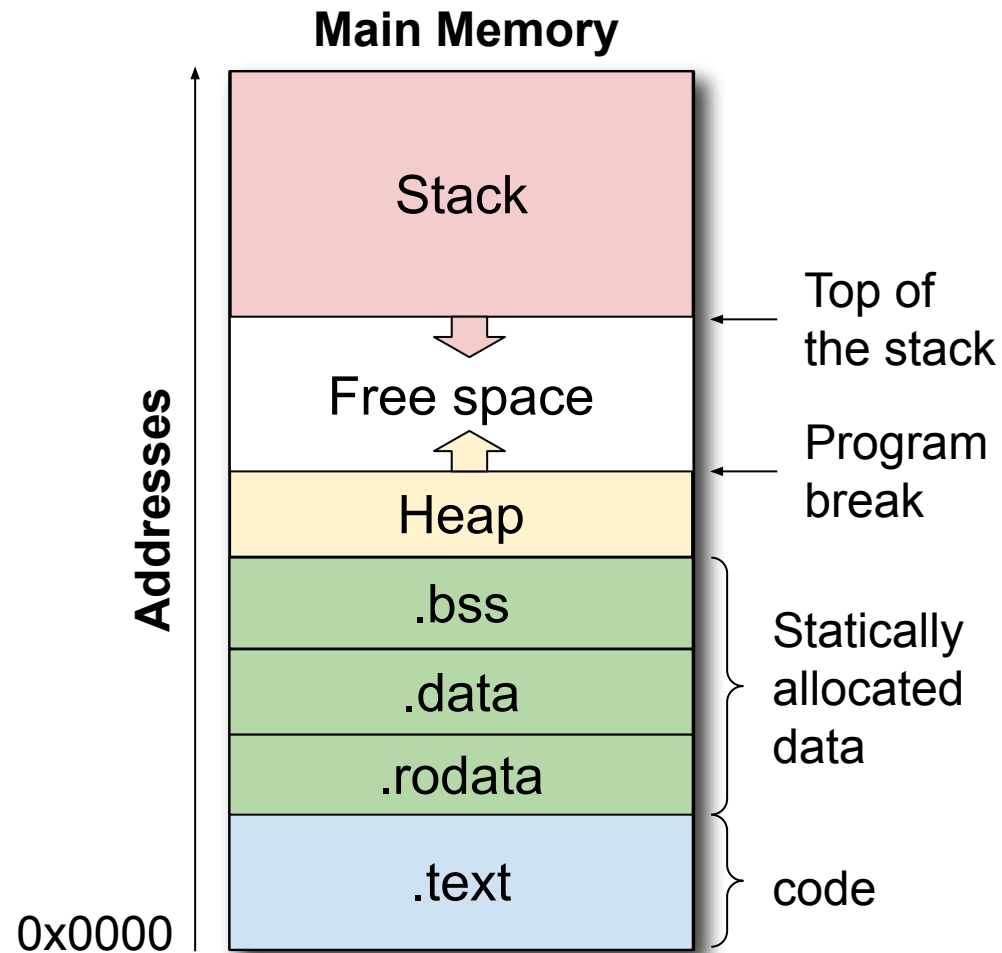 Main Memory
Stack
Top of
the stack
Free space
Program
break
Heap
Addresses
.bss
Statically
allocated
data
.data
.rodata
.text
code
0x0000